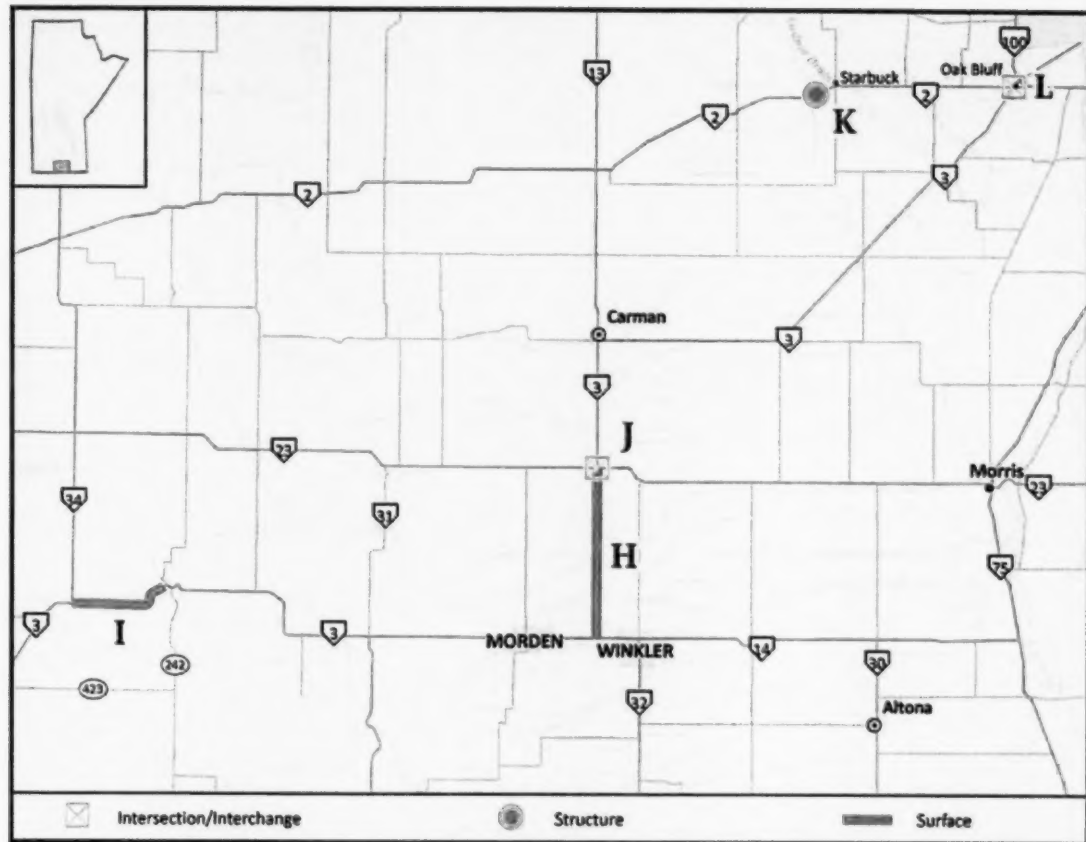 100
Oak Bluff
13
Starbuck
L
2
2
K
3
2
Carman
3
3
J
23
Morris
23
34
31
H
75
I
3
3
MORDEN
WINKLER
14
30
242
423
32
Altona
Intersection/Interchange
Structure
Surface